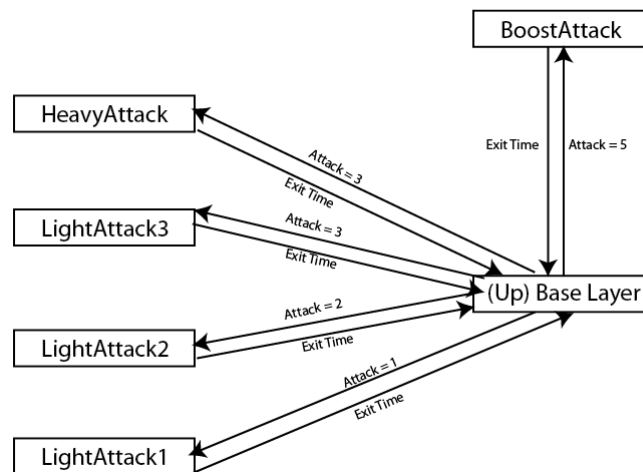 BoostAttack
HeavyAttack
Exit Time
Attack = 5
Attack = 3
Exit Time
LightAttack3
Attack = 3
Exit Time
(Up) Base Layer
LightAttack2
Attack = 2
Exit Time
Attack = 1
Exit Time
LightAttack1